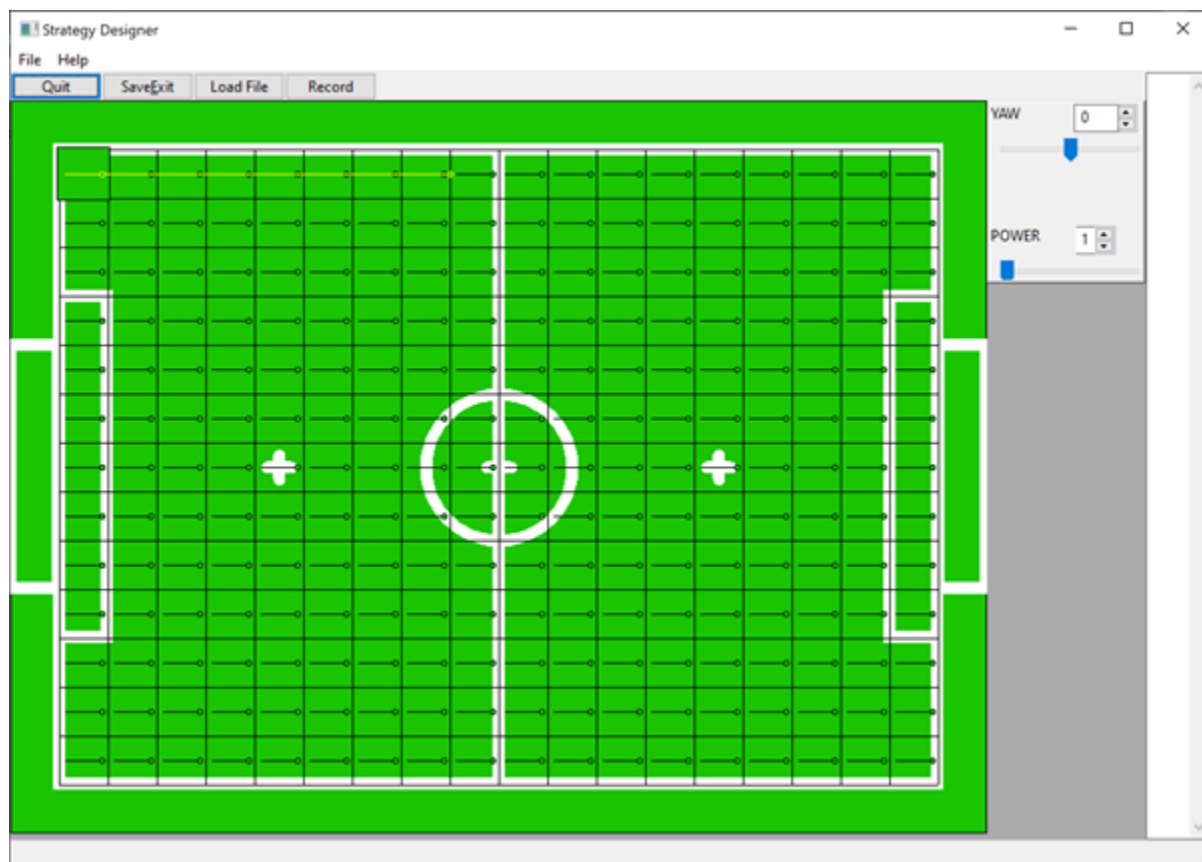 Strategy Designer
File Help
Quit SaveExit Load File Record
YAW 0
POWER 1